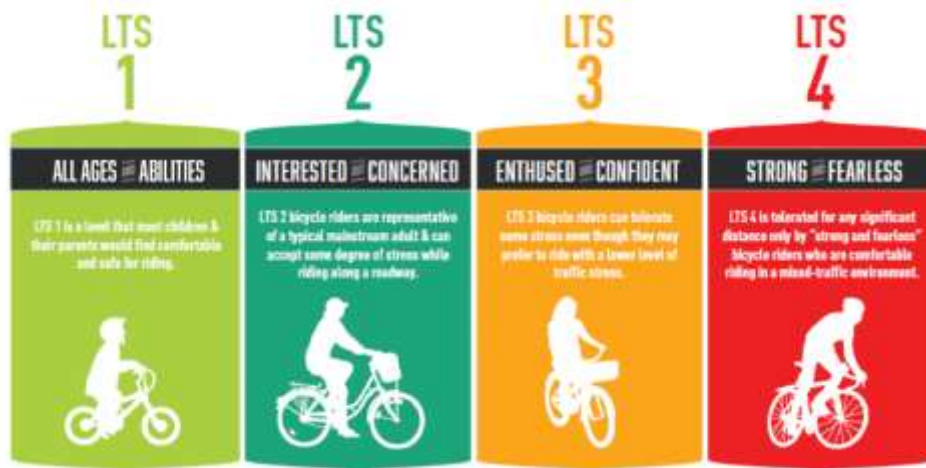 LTS
1
ALL AGES AND ABILITIES
LTS 1 is a level that most children &
their parents would find comfortable
and safe for riding.
LTS
2
INTERESTED BUT CONCERNED
LTS 2 bicycle riders are representative
of a typical mainstream adult & can
accept some degree of stress while
riding along a roadway.
LTS
3
ENTHUSED AND CONFIDENT
LTS 3 bicycle riders can tolerate
some stress even though they may
prefer to ride with a lower level of
traffic stress.
LTS
4
STRONG AND FEARLESS
LTS 4 is tolerated for any significant
distance only by "strong and fearless"
bicycle riders who are comfortable
riding in a mixed-traffic environment.